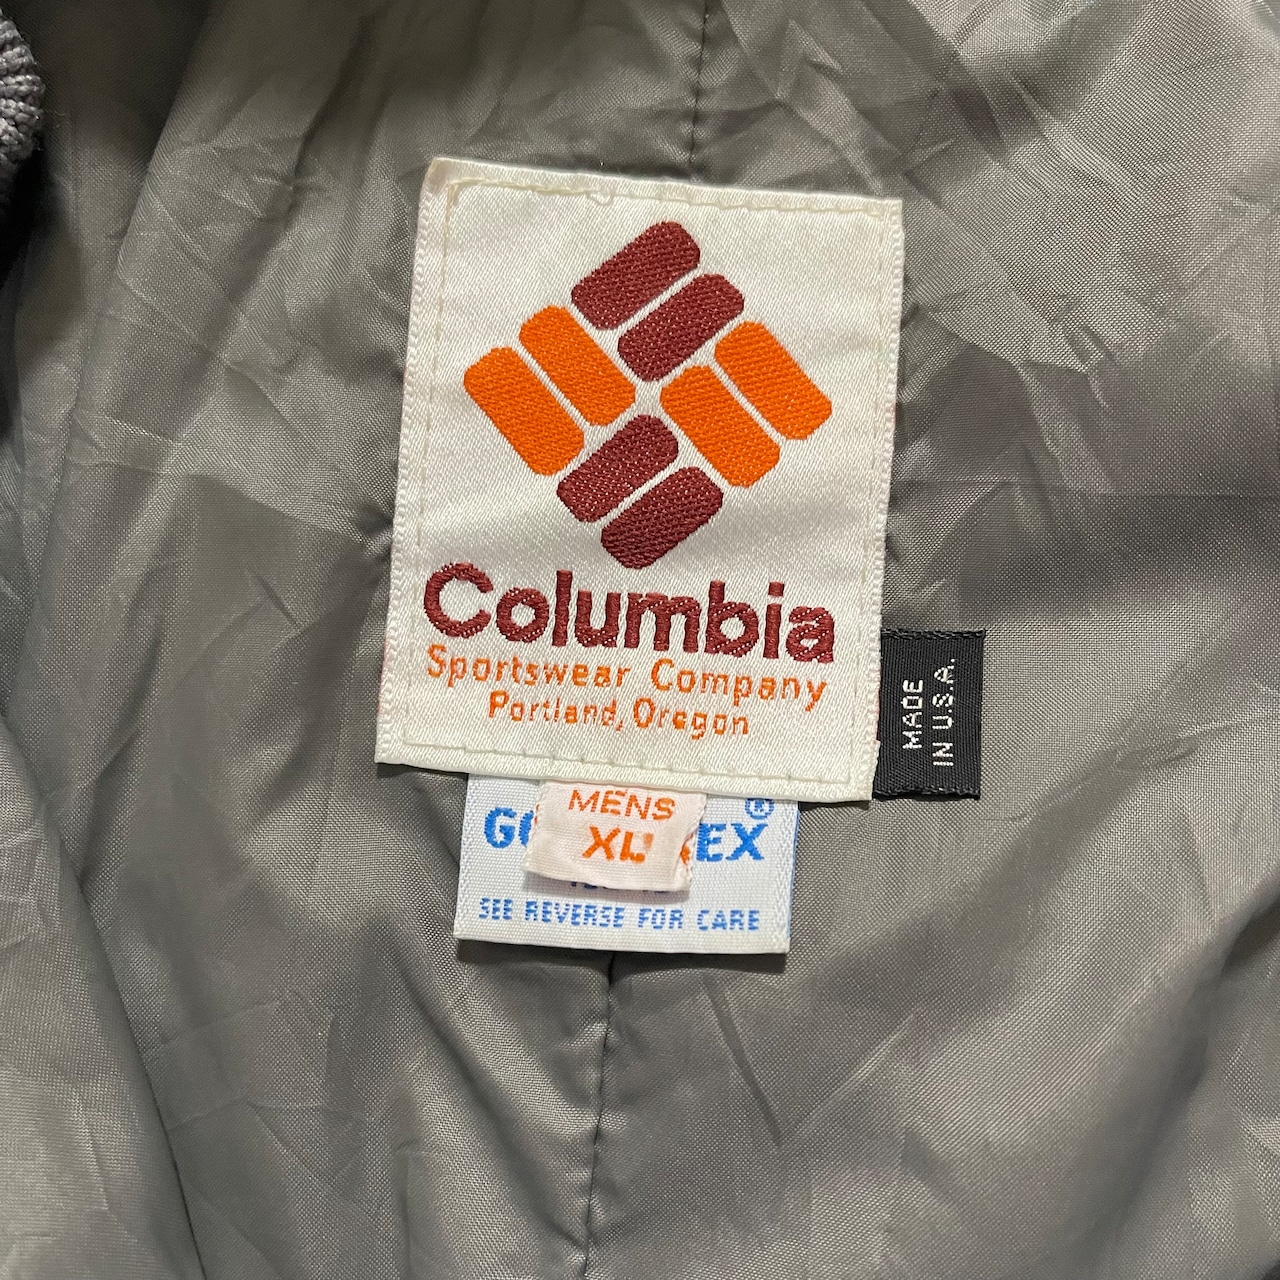 Columbia
Sportswear Company
Portland, Oregon
MADE
IN U.S.A.
MENS
XL
®
SEE REVERSE FOR CARE